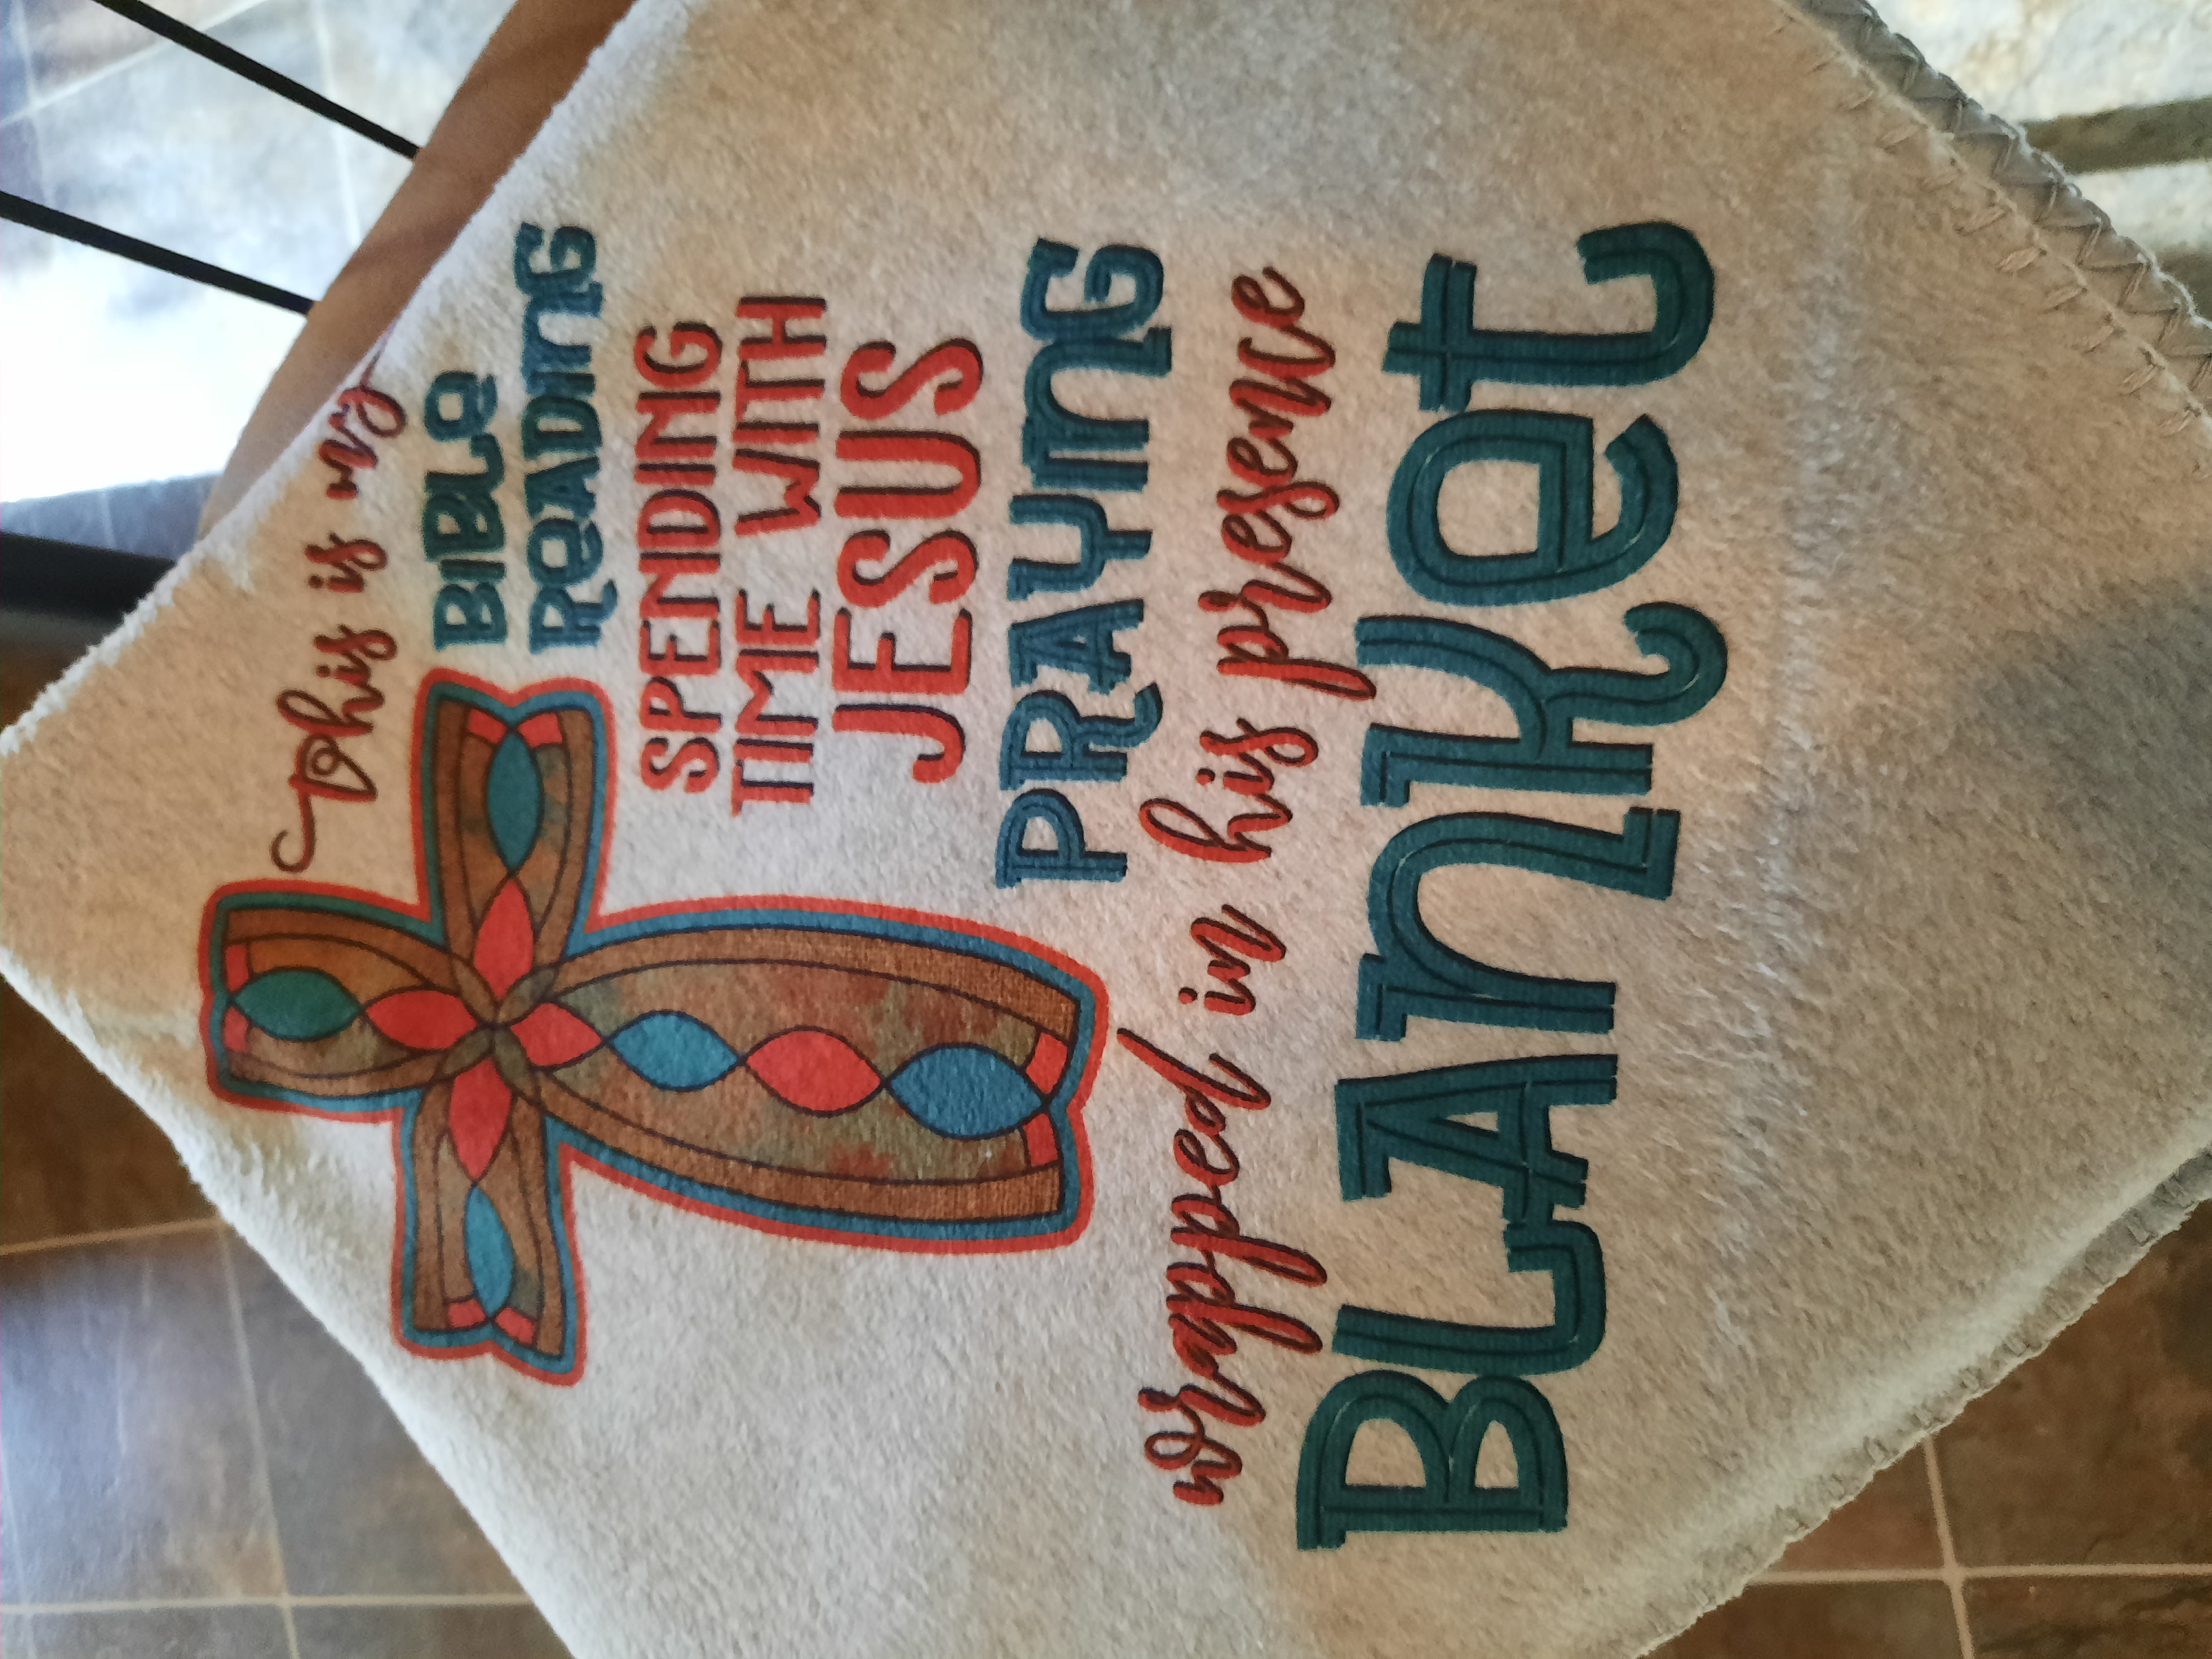 This is my
BIBLe
ReADinG
SPENDING
TIME WITH
JESUS
PRAYinG
wrapped in his presence
BLAnKet